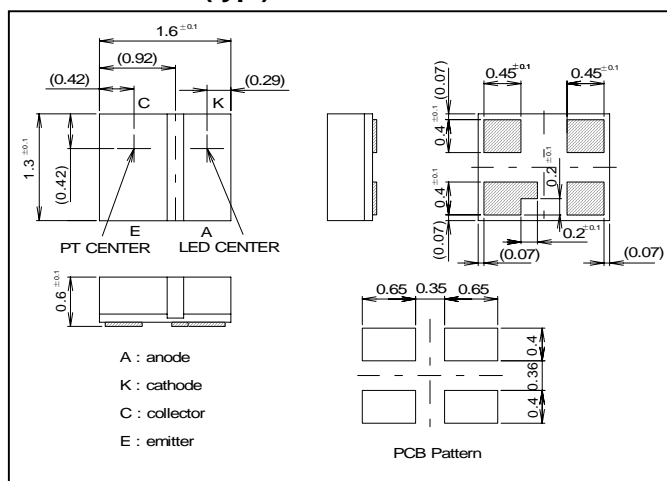 1.6 ±0.1
(0.92)
(0.42)
(0.29)
C
K
1.3 ±0.1
(0.42)
E
A
PT CENTER
LED CENTER
(0.07)
0.45 ±0.1
0.45 ±0.1
0.4 ±0.1
0.2 ±0.1
0.4 ±0.1
(0.07)
0.2 ±0.1
(0.07)
(0.07)
0.6 ±0.1
0.65
0.35
0.65
0.4
0.36
0.4
A : anode
K : cathode
C : collector
E : emitter
PCB Pattern